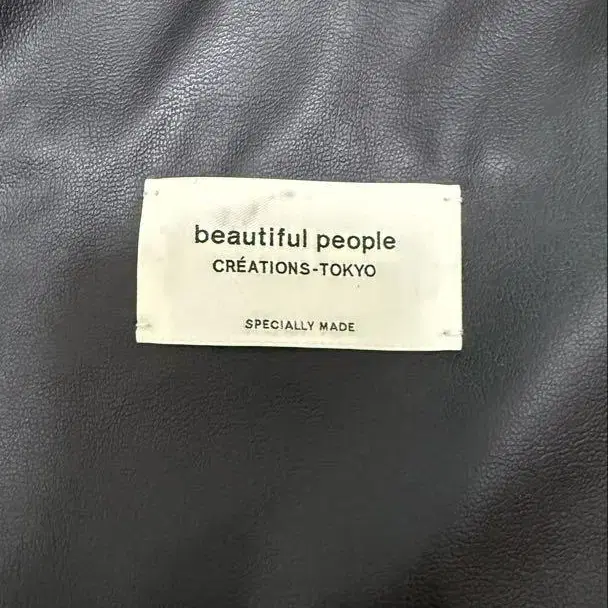 beautiful people
CRÉATIONS-TOKYO
SPECIALLY MADE